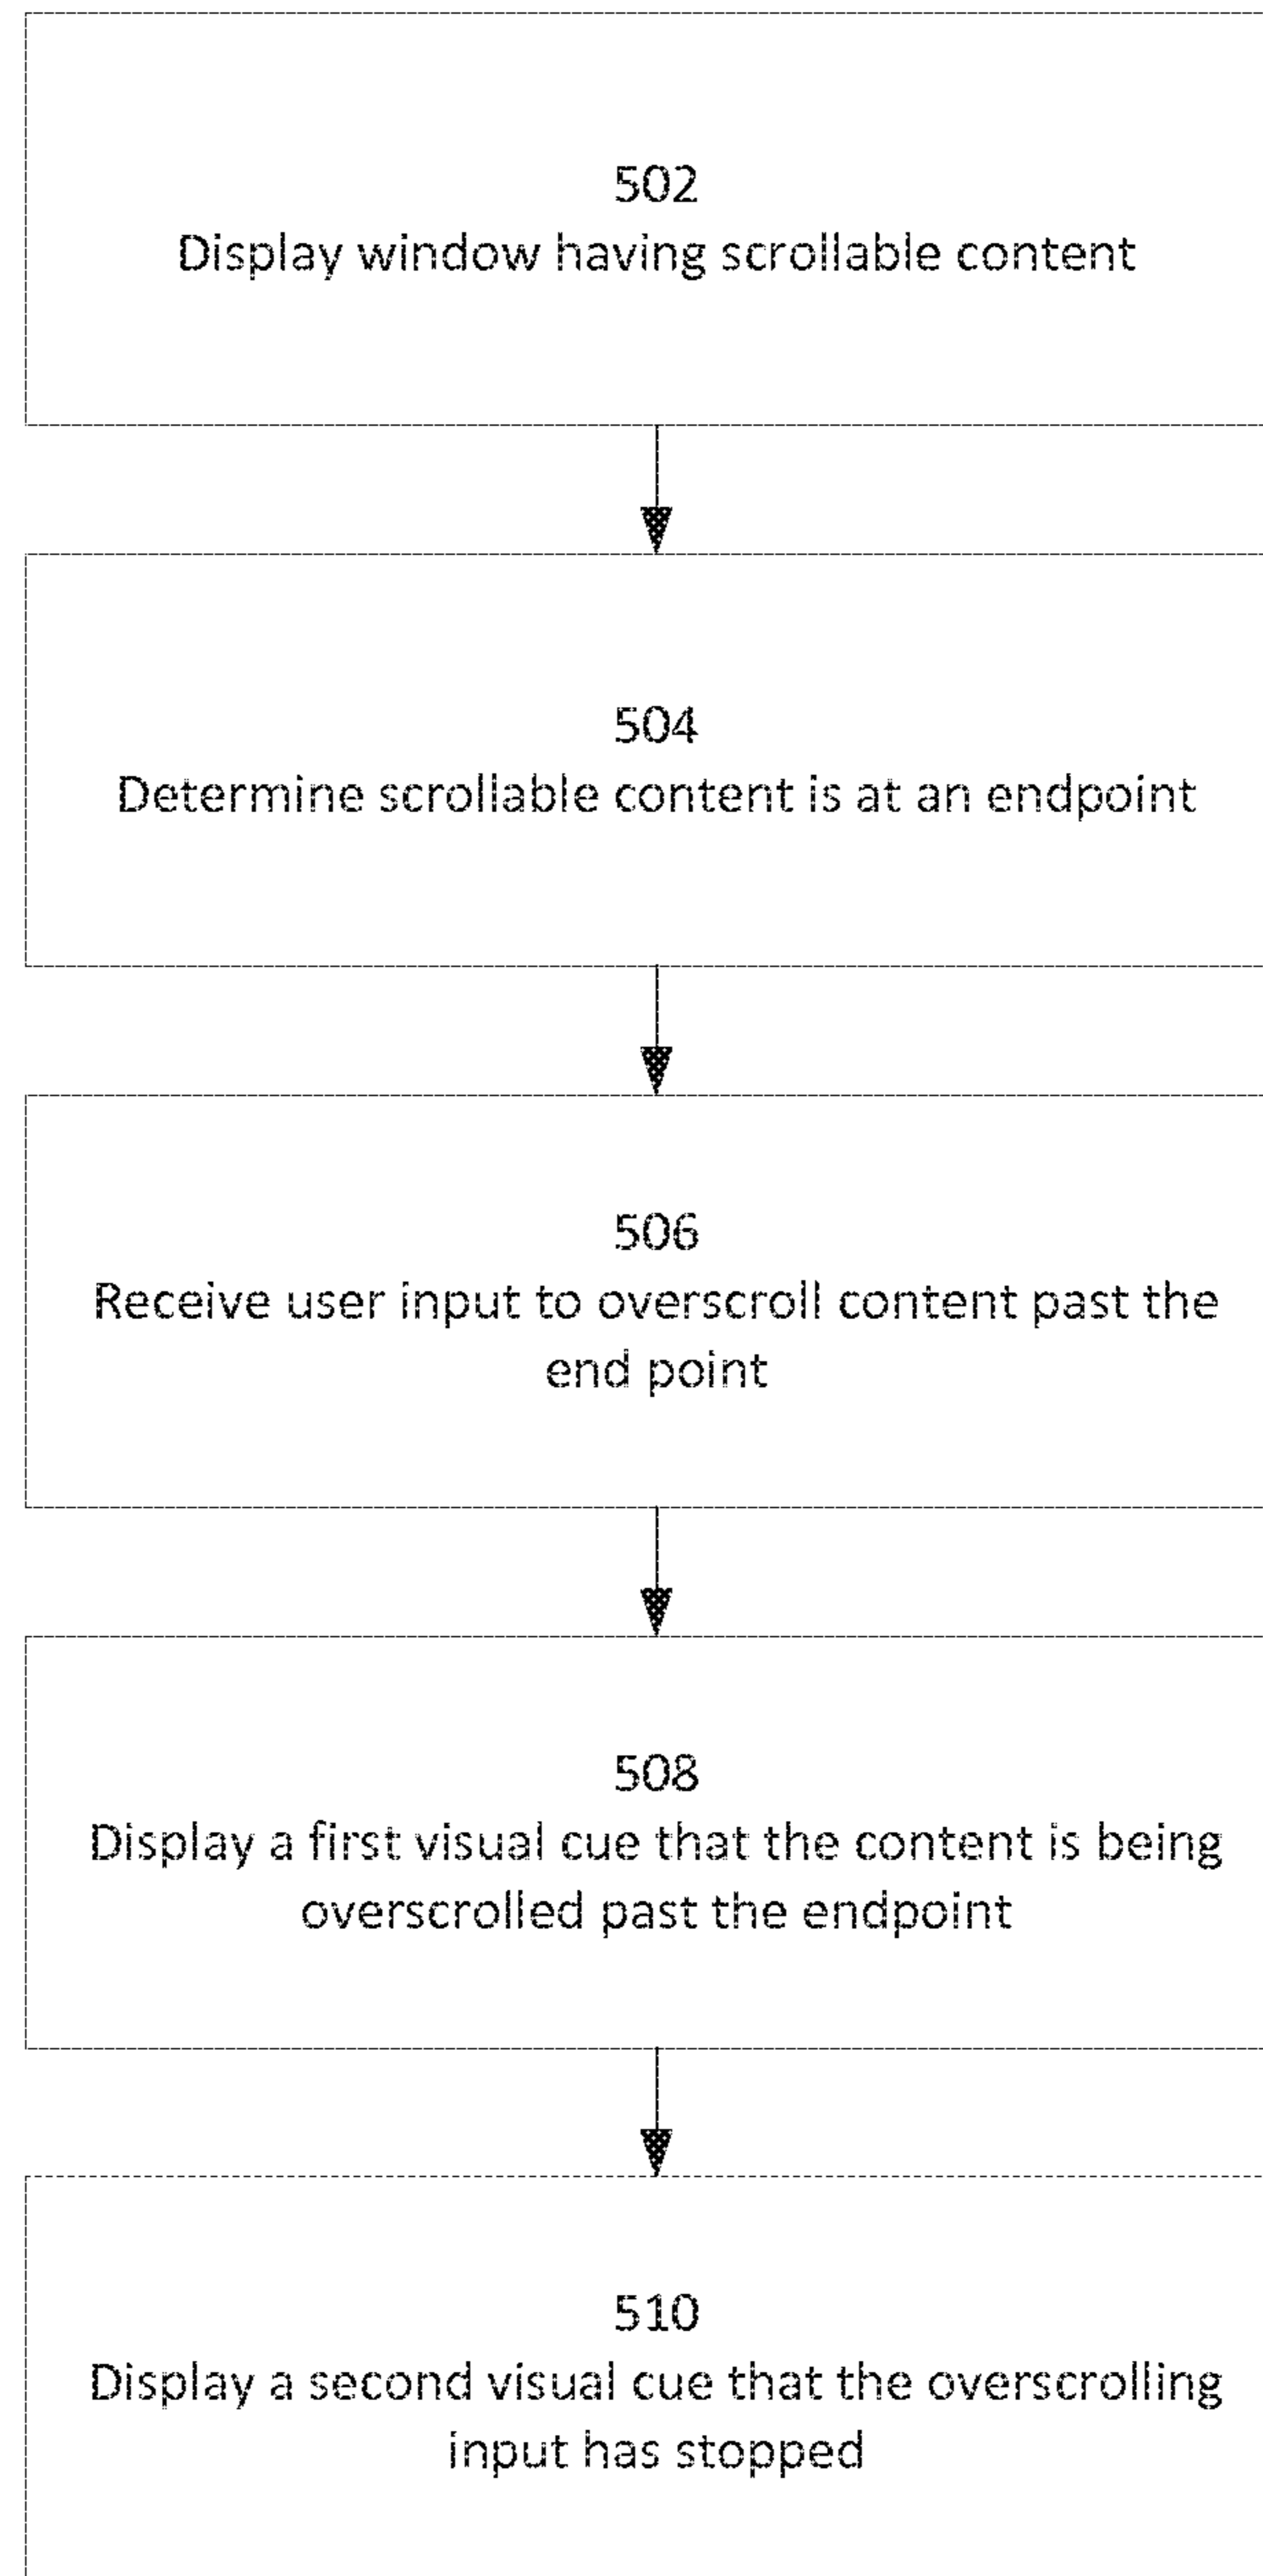 502
Display window having scrollable content
504
Determine scrollable content is at an endpoint
506
Receive user input to overscroll content past the
end point
508
Display a first visual cue that the content is being
overscrolled past the endpoint
510
Display a second visual cue that the overscrolling
input has stopped